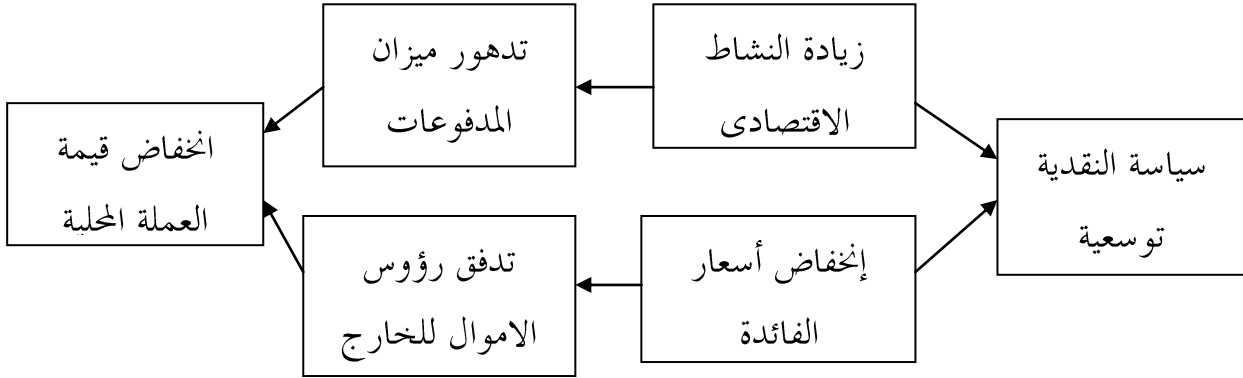 سياسة النقدية
توسعية
زيادة النشاط
الاقتصادى
تدهور ميزان
المدفوعات
إنخفاض أسعار
الفائدة
تدفق رؤوس
الاموال للخارج
انخفاض قيمة
العملة المحلية